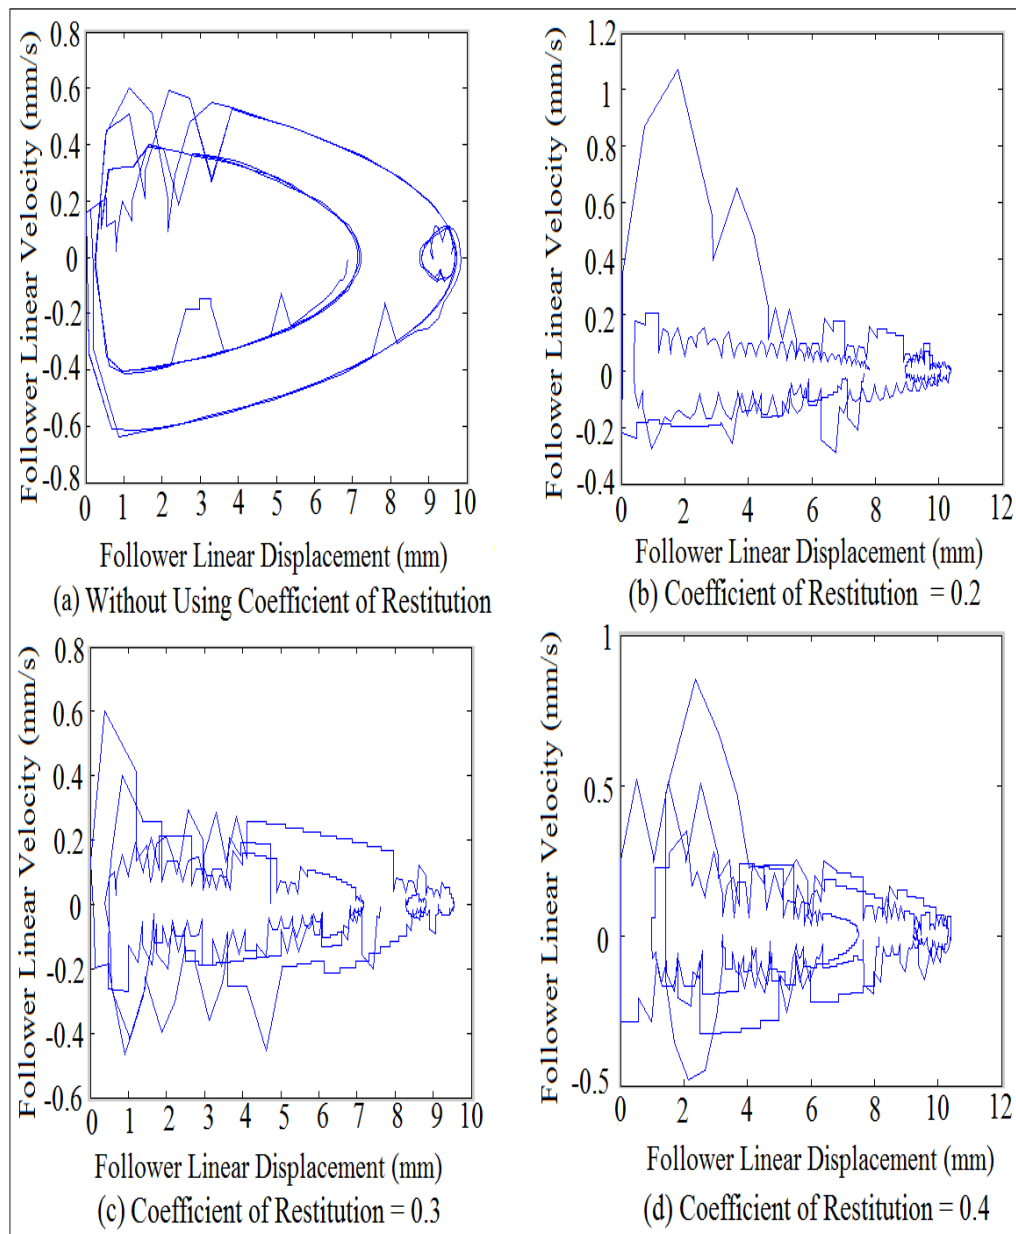 Follower Linear Velocity (mm/s)
0.8
0.6
0.4
0.2
0
-0.2
-0.4
-0.6
-0.8
0 1 2 3 4 5 6 7 8 9 10
Follower Linear Displacement (mm)
(a) Without Using Coefficient of Restitution
Follower Linear Velocity (mm/s)
1.2
1
0.8
0.6
0.4
0.2
0
-0.2
-0.4
0 2 4 6 8 10 12
Follower Linear Displacement (mm)
(b) Coefficient of Restitution = 0.2
Follower Linear Velocity (mm/s)
0.8
0.6
0.4
0.2
0
-0.2
-0.4
-0.6
0 1 2 3 4 5 6 7 8 9 10
Follower Linear Displacement (mm)
(c) Coefficient of Restitution = 0.3
Follower Linear Velocity (mm/s)
1
0.5
0
-0.5
0 2 4 6 8 10 12
Follower Linear Displacement (mm)
(d) Coefficient of Restitution = 0.4